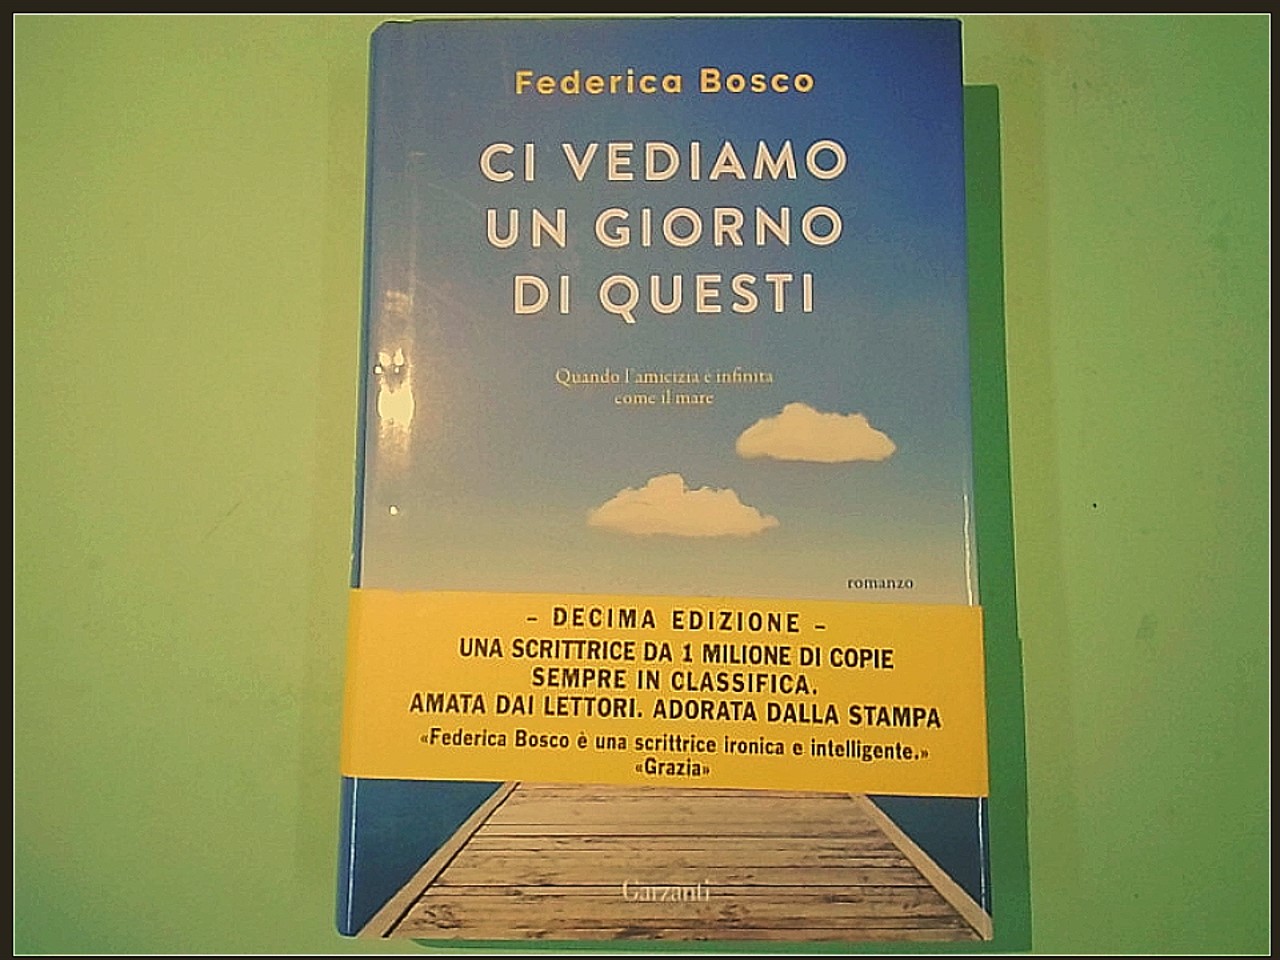 Federica Bosco
CI VEDIAMO
UN GIORNO
DI QUESTI
Quando l'amicizia è infinita
come il mare
romanzo
– DECIMA EDIZIONE –
UNA SCRITTRICE DA 1 MILIONE DI COPIE
SEMPRE IN CLASSIFICA.
AMATA DAI LETTORI. ADORATA DALLA STAMPA
«Federica Bosco è una scrittrice ironica e intelligente.»
«Grazia»
Garzanti